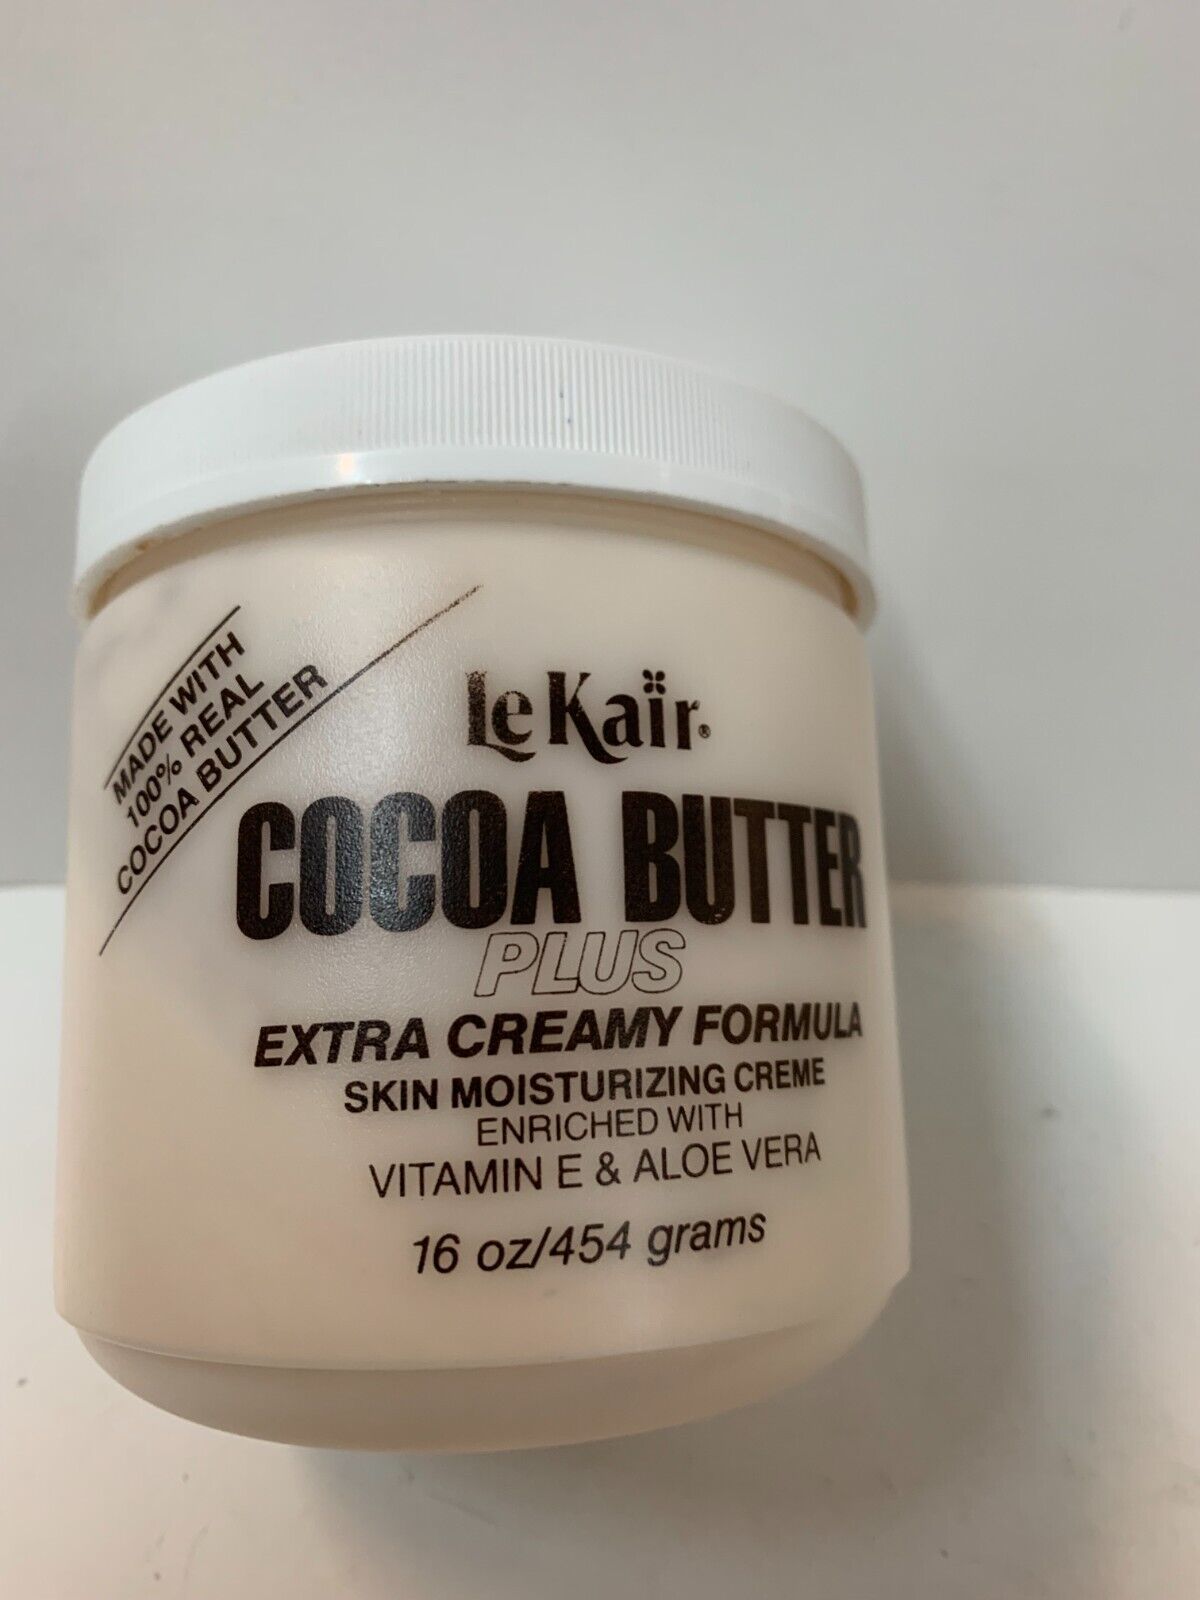 MADE WITH
100% REAL
COCOA BUTTER
Le Kaïr®
COCOA BUTTER
PLUS
EXTRA CREAMY FORMULA
SKIN MOISTURIZING CREME
ENRICHED WITH
VITAMIN E & ALOE VERA
16 oz/454 grams